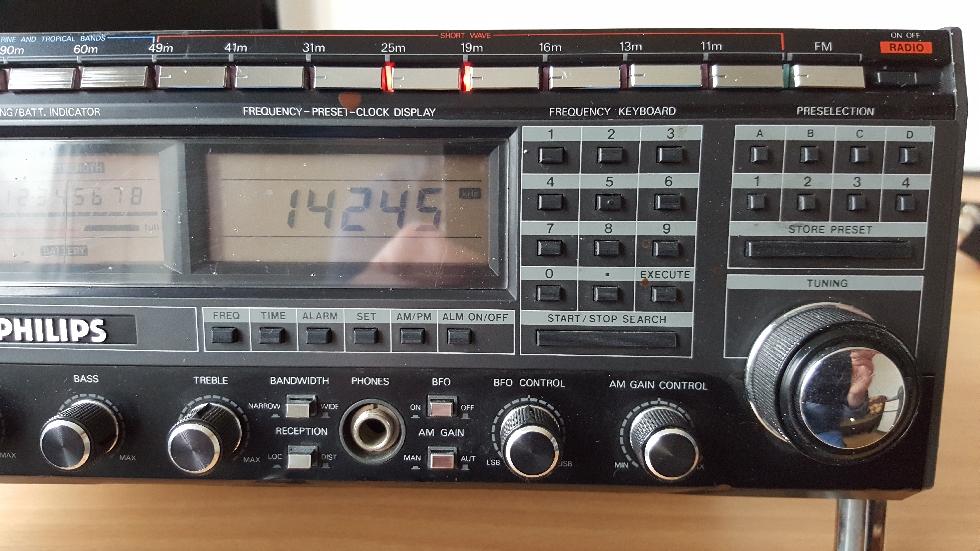 RINE AND TROPICAL BANDS SHORT WAVE ON OFF
90m 60m 49m 41m 31m 25m 19m 16m 13m 11m FM RADIO
NG/BATT. INDICATOR FREQUENCY-PRESET-CLOCK DISPLAY FREQUENCY KEYBOARD PRESELECTION
1 2 3 A B C D
12345678 14245 kHz
4 5 6 1 2 3 4
7 8 9 STORE PRESET
BATTERY
0 . EXECUTE TUNING
PHILIPS FREQ TIME ALARM SET AM/PM ALM ON/OFF START/STOP SEARCH
BASS TREBLE BANDWIDTH PHONES BFO BFO CONTROL AM GAIN CONTROL
NARROW WIDE ON OFF
RECEPTION AM GAIN
MAX MAX LOC DIST MAN AUT LSB USB MIN